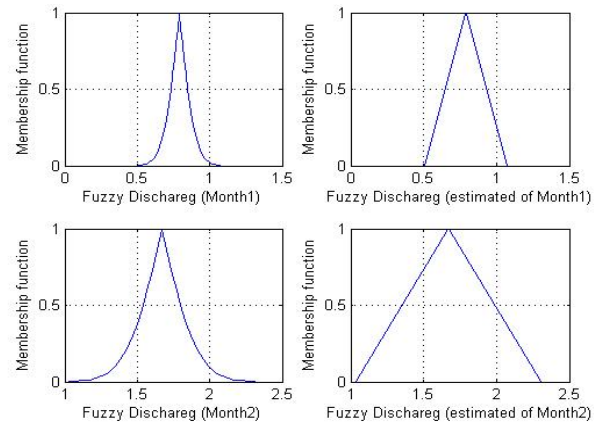 1
0.5
0
Membership function
0 0.5 1 1.5
Fuzzy Dischareg (Month1)
1
0.5
0
Membership function
0 0.5 1 1.5
Fuzzy Dischareg (estimated of Month1)
1
0.5
0
Membership function
1 1.5 2 2.5
Fuzzy Dischareg (Month2)
1
0.5
0
Membership function
1 1.5 2 2.5
Fuzzy Dischareg (estimated of Month2)